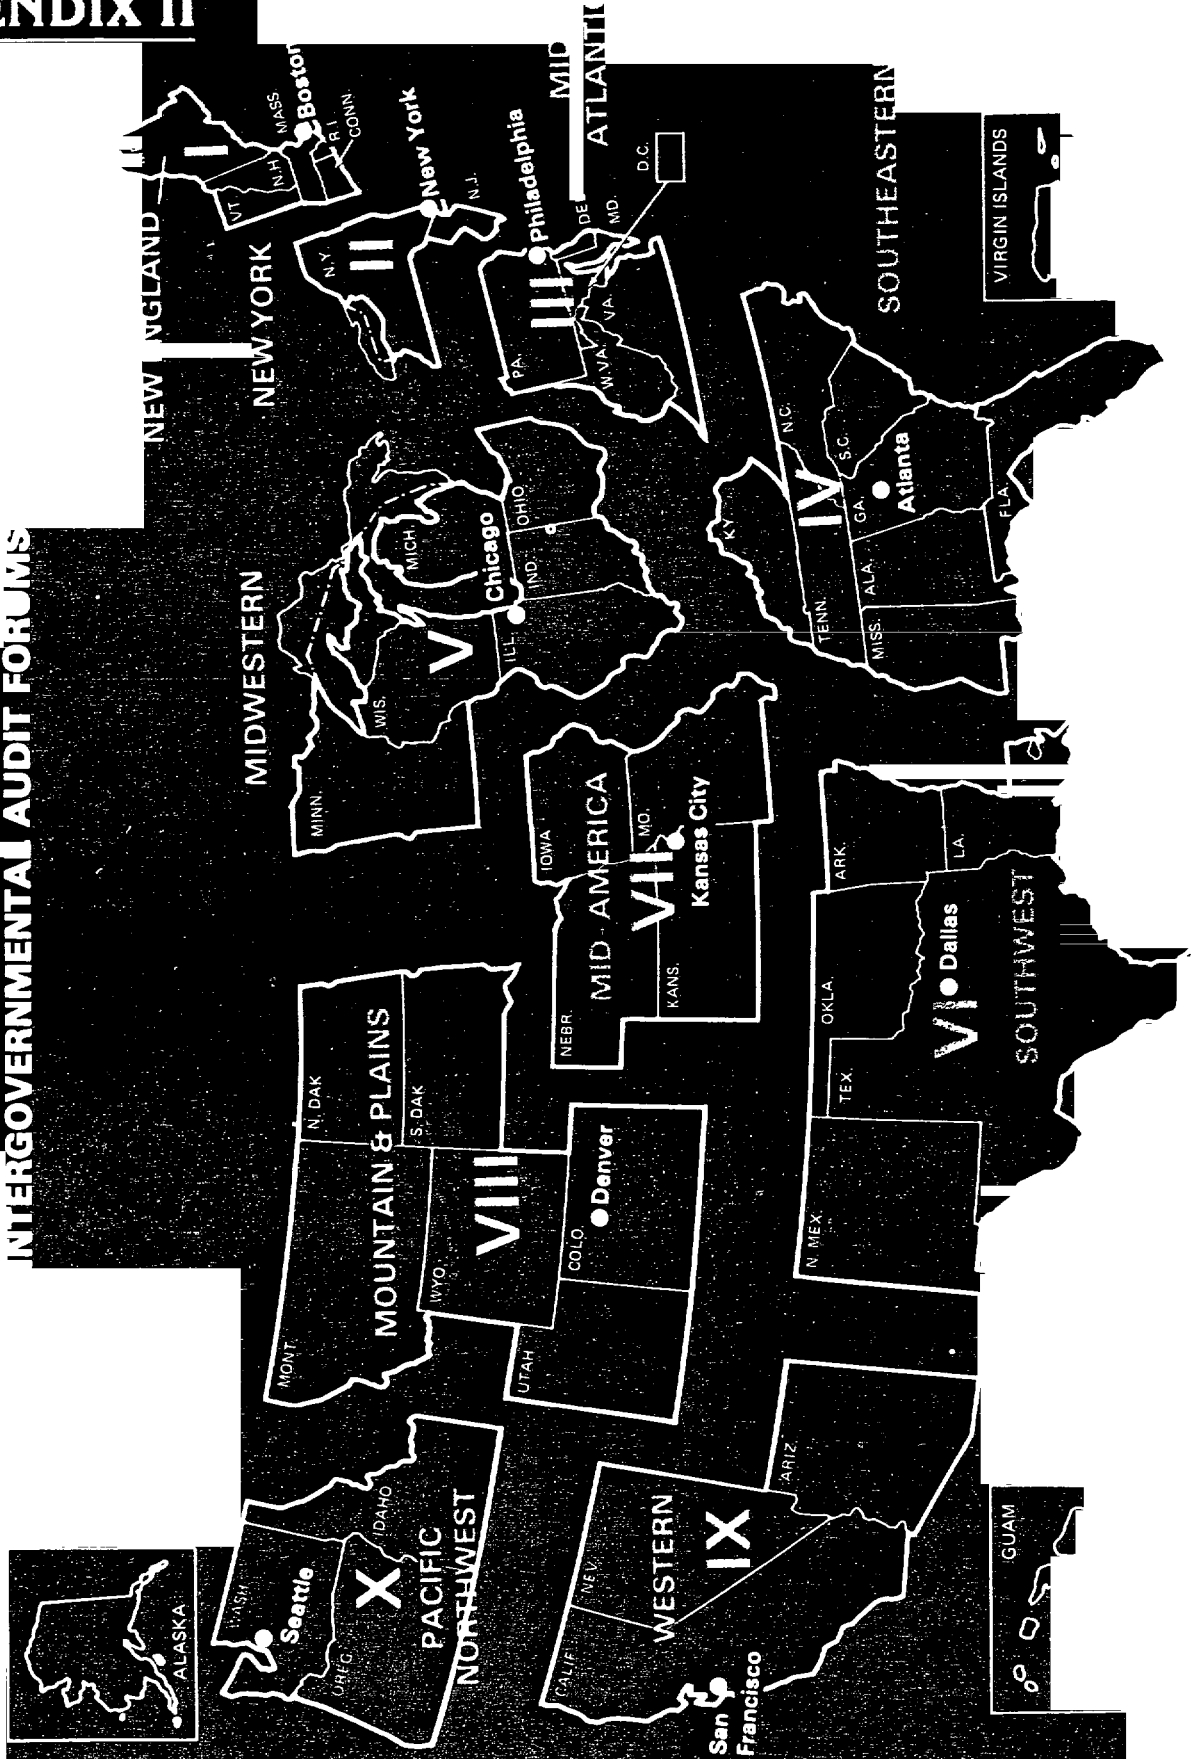 INTERGOVERNMENTAL AUDIT FORUMS
ALASKA
WASH
Seattle
OREG.
IDAHO
X
PACIFIC
NORTHWEST
MONT.
N. DAK
S. DAK
MOUNTAIN & PLAINS
WYO.
VIII
UTAH
COLO.
Denver
MIDWESTERN
MINN.
WIS.
MICH.
V
Chicago
ILL.
IND.
OHIO
NEW
NGLAND
I
VT.
N.H
MASS.
Boston
R.I.
CONN.
NEW YORK
N.Y.
II
New York
N.J.
MID
ATLANTIC
PA.
III
Philadelphia
DE
MD.
D.C.
W.VA.
VA.
WESTERN
IX
CALIF
NEV.
ARIZ.
San
Francisco
GUAM
MID AMERICA
NEBR.
IOWA
VII
KANS.
MO.
Kansas City
N MEX.
TEX.
OKLA.
ARK.
LA.
VI
Dallas
SOUTHWEST
SOUTHEASTERN
KY
TENN.
N.C.
IV
S.C.
MISS.
ALA.
GA.
Atlanta
FLA.
VIRGIN ISLANDS